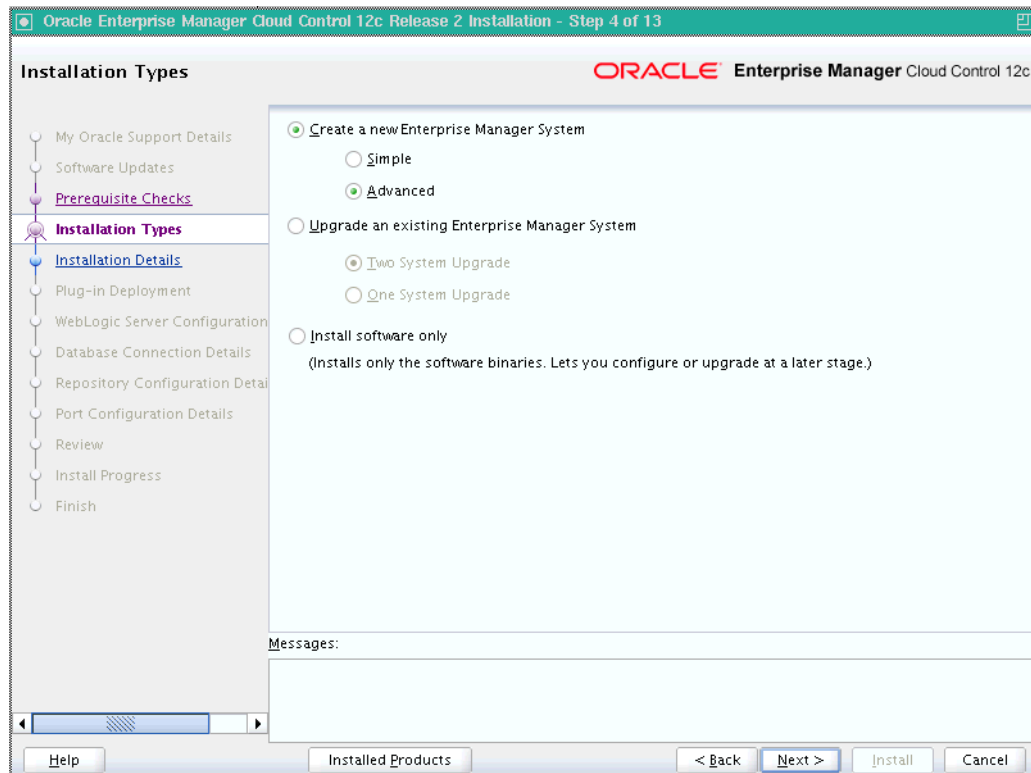 Oracle Enterprise Manager Cloud Control 12c Release 2 Installation - Step 4 of 13
Installation Types
ORACLE Enterprise Manager Cloud Control 12c
My Oracle Support Details
Software Updates
Prerequisite Checks
Installation Types
Installation Details
Plug-in Deployment
WebLogic Server Configuration
Database Connection Details
Repository Configuration Detai
Port Configuration Details
Review
Install Progress
Finish
Create a new Enterprise Manager System
Simple
Advanced
Upgrade an existing Enterprise Manager System
Two System Upgrade
One System Upgrade
Install software only
(Installs only the software binaries. Lets you configure or upgrade at a later stage.)
Messages:
Help
Installed Products
< Back
Next >
Install
Cancel